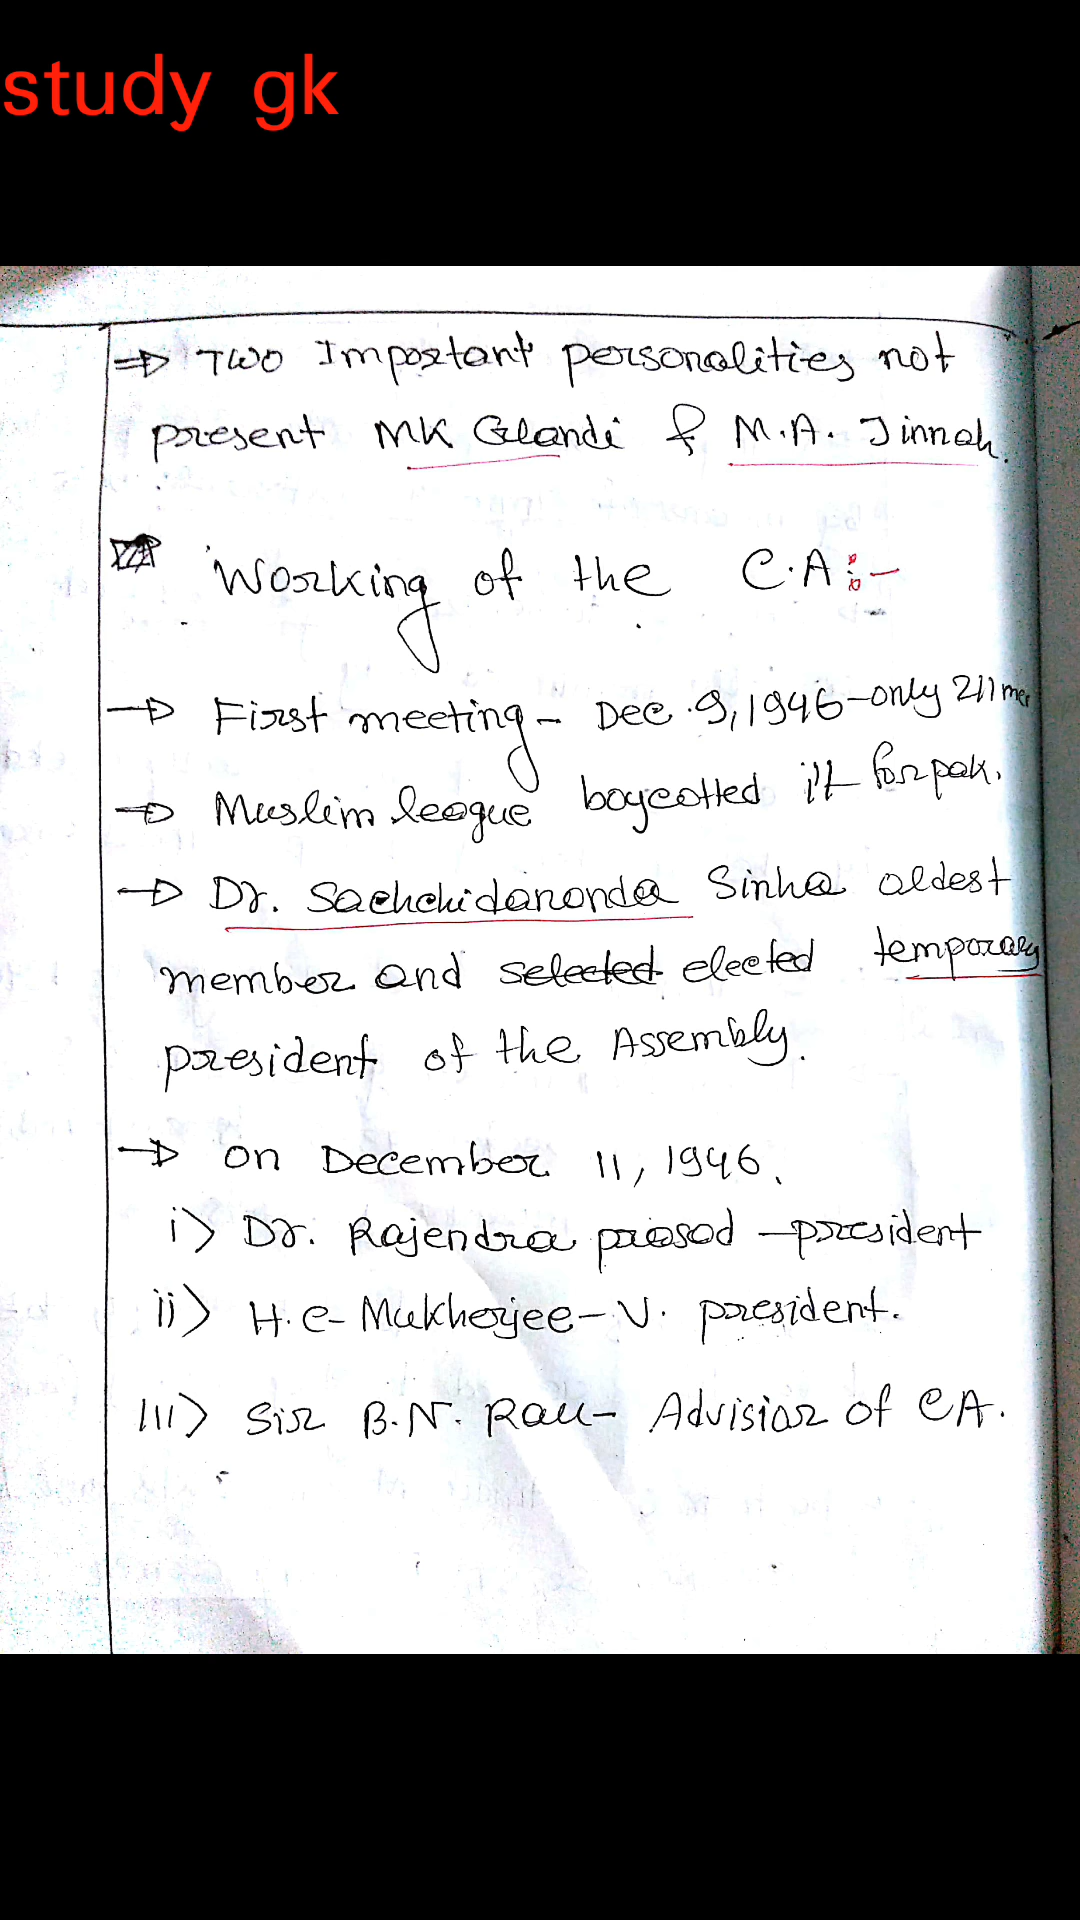 study gk
⇒ Two Important personalities not
present MK Gandi & M.A. Jinnah.
Working of the C.A:-
→ First meeting - Dec. 9, 1946 - only 211 mem
→ Muslim league boycotted it for pak.
→ Dr. Sachchidananda Sinha oldest
member and selected elected temporary
president of the Assembly.
→ on December 11, 1946.
i) Dr. Rajendra prasad - president
ii) H.C- Mukherjee - V. president.
III) Sir B.N. Rau - Advisior of CA.